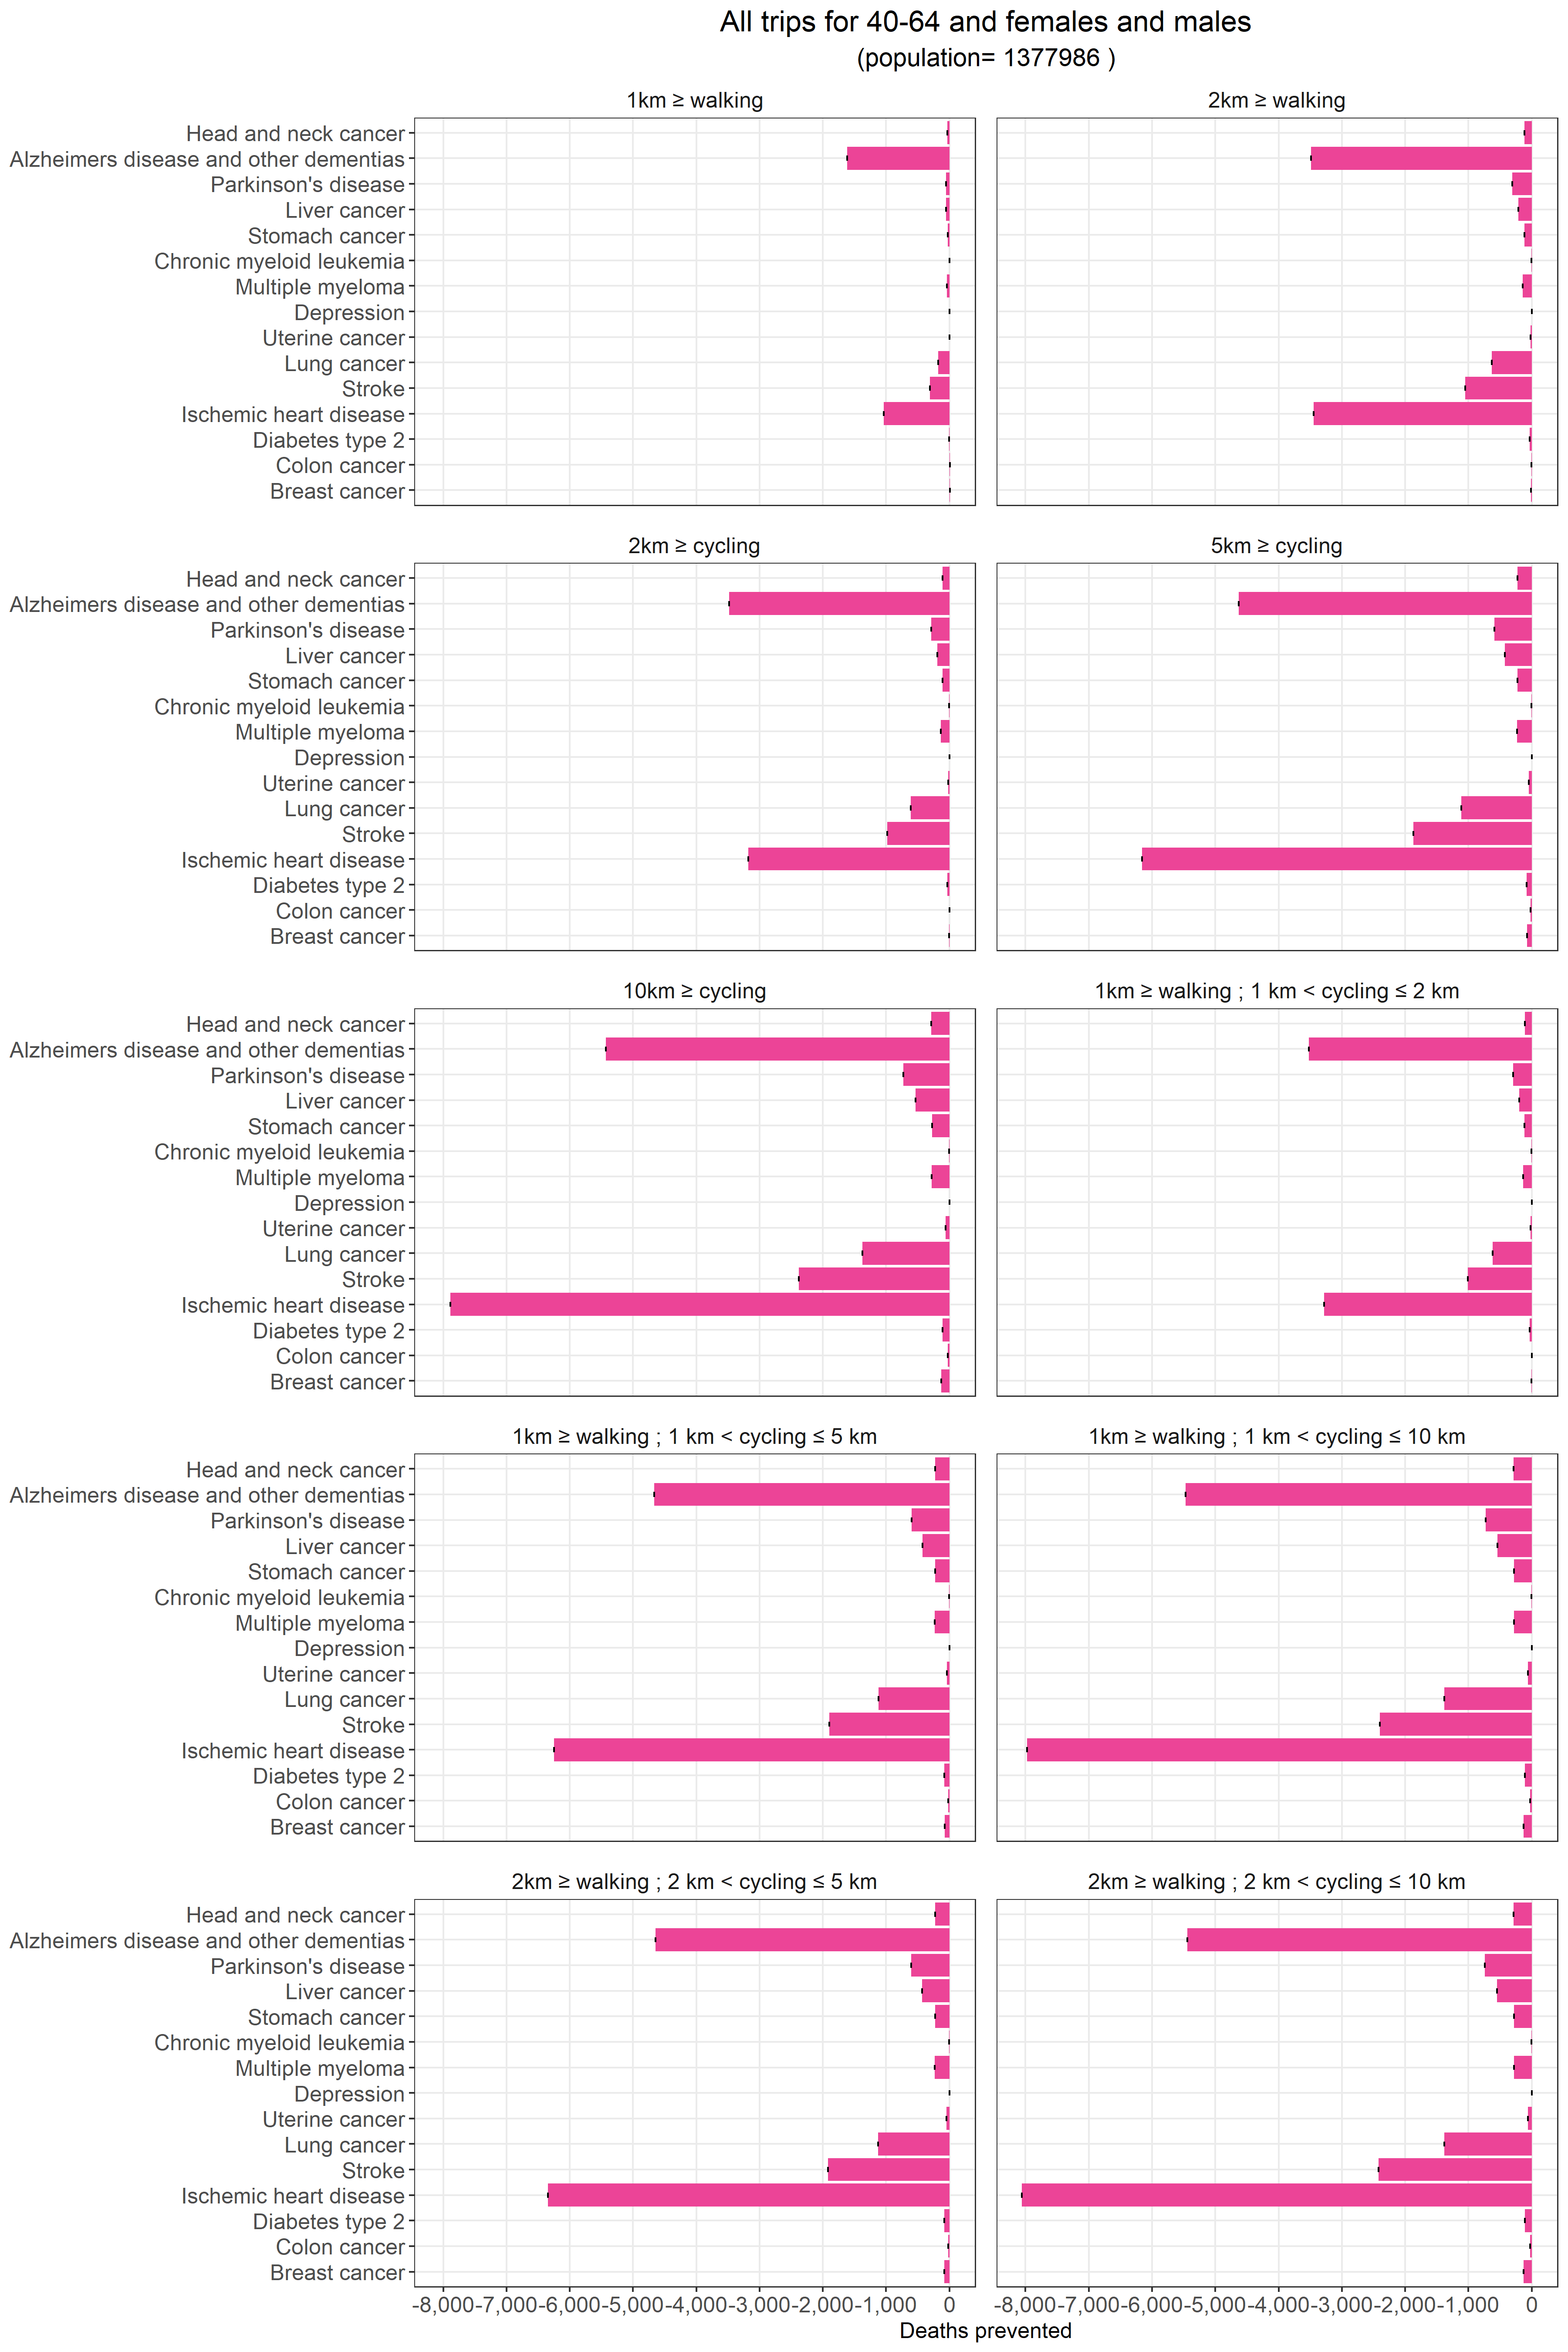 All trips for 40-64 and females and males
(population= 1377986 )
1km ≥ walking
2km ≥ walking
Head and neck cancer
Alzheimers disease and other dementias
Parkinson's disease
Liver cancer
Stomach cancer
Chronic myeloid leukemia
Multiple myeloma
Depression
Uterine cancer
Lung cancer
Stroke
Ischemic heart disease
Diabetes type 2
Colon cancer
Breast cancer
2km ≥ cycling
5km ≥ cycling
Head and neck cancer
Alzheimers disease and other dementias
Parkinson's disease
Liver cancer
Stomach cancer
Chronic myeloid leukemia
Multiple myeloma
Depression
Uterine cancer
Lung cancer
Stroke
Ischemic heart disease
Diabetes type 2
Colon cancer
Breast cancer
10km ≥ cycling
1km ≥ walking ; 1 km < cycling ≤ 2 km
Head and neck cancer
Alzheimers disease and other dementias
Parkinson's disease
Liver cancer
Stomach cancer
Chronic myeloid leukemia
Multiple myeloma
Depression
Uterine cancer
Lung cancer
Stroke
Ischemic heart disease
Diabetes type 2
Colon cancer
Breast cancer
1km ≥ walking ; 1 km < cycling ≤ 5 km
1km ≥ walking ; 1 km < cycling ≤ 10 km
Head and neck cancer
Alzheimers disease and other dementias
Parkinson's disease
Liver cancer
Stomach cancer
Chronic myeloid leukemia
Multiple myeloma
Depression
Uterine cancer
Lung cancer
Stroke
Ischemic heart disease
Diabetes type 2
Colon cancer
Breast cancer
2km ≥ walking ; 2 km < cycling ≤ 5 km
2km ≥ walking ; 2 km < cycling ≤ 10 km
Head and neck cancer
Alzheimers disease and other dementias
Parkinson's disease
Liver cancer
Stomach cancer
Chronic myeloid leukemia
Multiple myeloma
Depression
Uterine cancer
Lung cancer
Stroke
Ischemic heart disease
Diabetes type 2
Colon cancer
Breast cancer
-8,000 -7,000 -6,000 -5,000 -4,000 -3,000 -2,000 -1,000 0
-8,000 -7,000 -6,000 -5,000 -4,000 -3,000 -2,000 -1,000 0
Deaths prevented